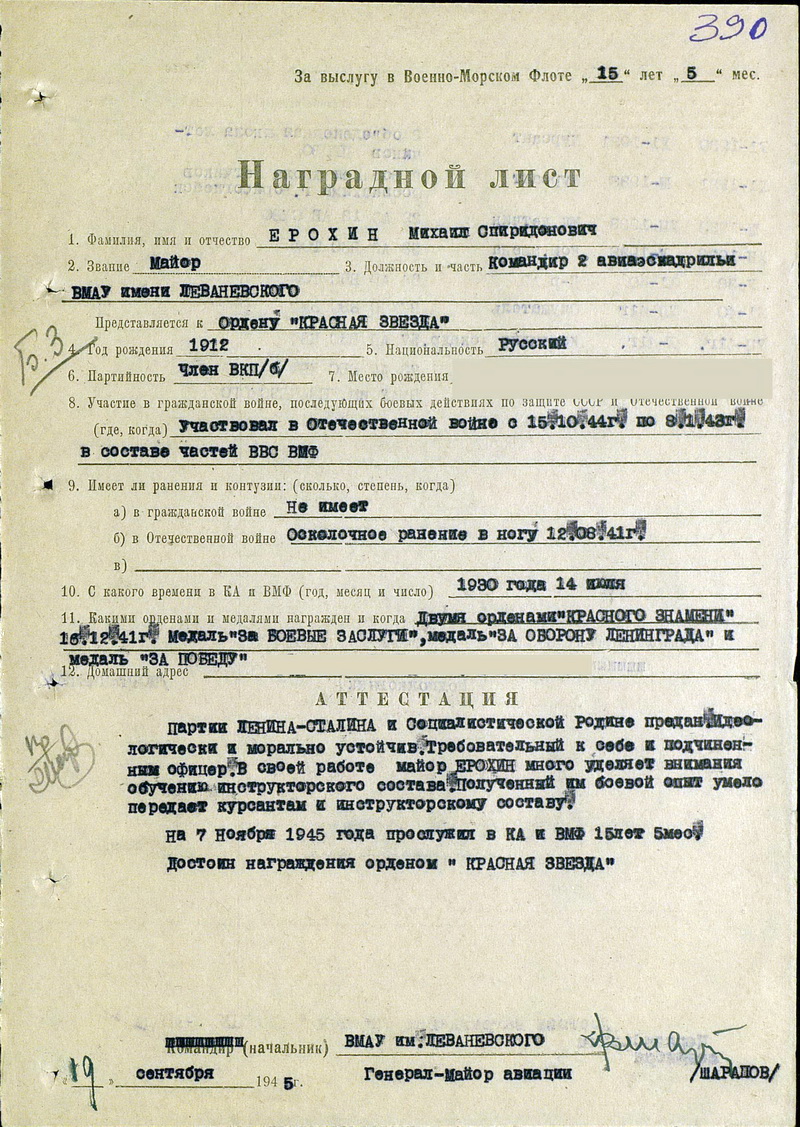 390
За выслугу в Военно-Морском Флоте „15“ лет „5“ мес.
Наградной лист
1. Фамилия, имя и отчество ЕРОХИН Михаил Спиридонович
2. Звание Майор 3. Должность и часть Командир 2 авиаэскадрильи
ВМАУ имени ЛЕВАНЕВСКОГО
Представляется к Ордену "КРАСНАЯ ЗВЕЗДА"
Б.З
4. Год рождения 1912 . 5. Национальность Русский
6. Партийность Член ВКП/б/ 7. Место рождения
8. Участие в гражданской войне, последующих боевых действиях по защите СССР и Отечественной войне
(где, когда) Участвовал в Отечественной войне с 15.10.44г. по 8.1.43г.
в составе частей ВВС ВМФ
9. Имеет ли ранения и контузии: (сколько, степень, когда)
а) в гражданской войне Не имеет
б) в Отечественной войне Осколочное ранение в ногу 12.08.41г.
в)
10. С какого времени в КА и ВМФ (год, месяц и число) 1930 года 14 июля
11. Какими орденами и медалями награжден и когда Двумя орденами"КРАСНОГО ЗНАМЕНИ"
16.12.41г. Медаль"За БОЕВЫЕ ЗАСЛУГИ",медаль"ЗА ОБОРОНУ ЛЕНИНГРАДА" и
медаль "ЗА ПОБЕДУ"
12. Домашний адрес
АТТЕСТАЦИЯ
Партии ЛЕНИНА-СТАЛИНА и Социалистической Родине предан.Идео-
логически и морально устойчив.Требовательный к себе и подчинен-
ным офицер.В своей работе майор ЕРОХИН много уделяет внимания
обучению инструкторского состава.Полученный им боевой опыт умело
передает курсантам и инструкторскому составу.
На 7 Ноября 1945 года прослужил в КА и ВМФ 15лет 5мес.
Достоин награждения орденом " КРАСНАЯ ЗВЕЗДА"
Командир (начальник) ВМАУ им.ЛЕВАНЕВСКОГО
„19„ сентября 1945г. Генерал-Майор авиации /ШАРАПОВ/